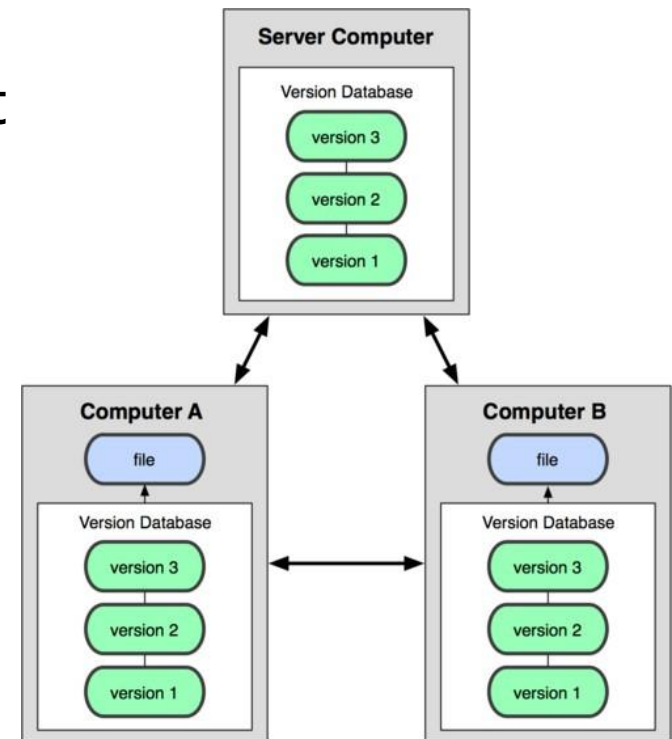 t
Server Computer
Version Database
version 3
version 2
version 1
Computer A
file
Version Database
version 3
version 2
version 1
Computer B
file
Version Database
version 3
version 2
version 1